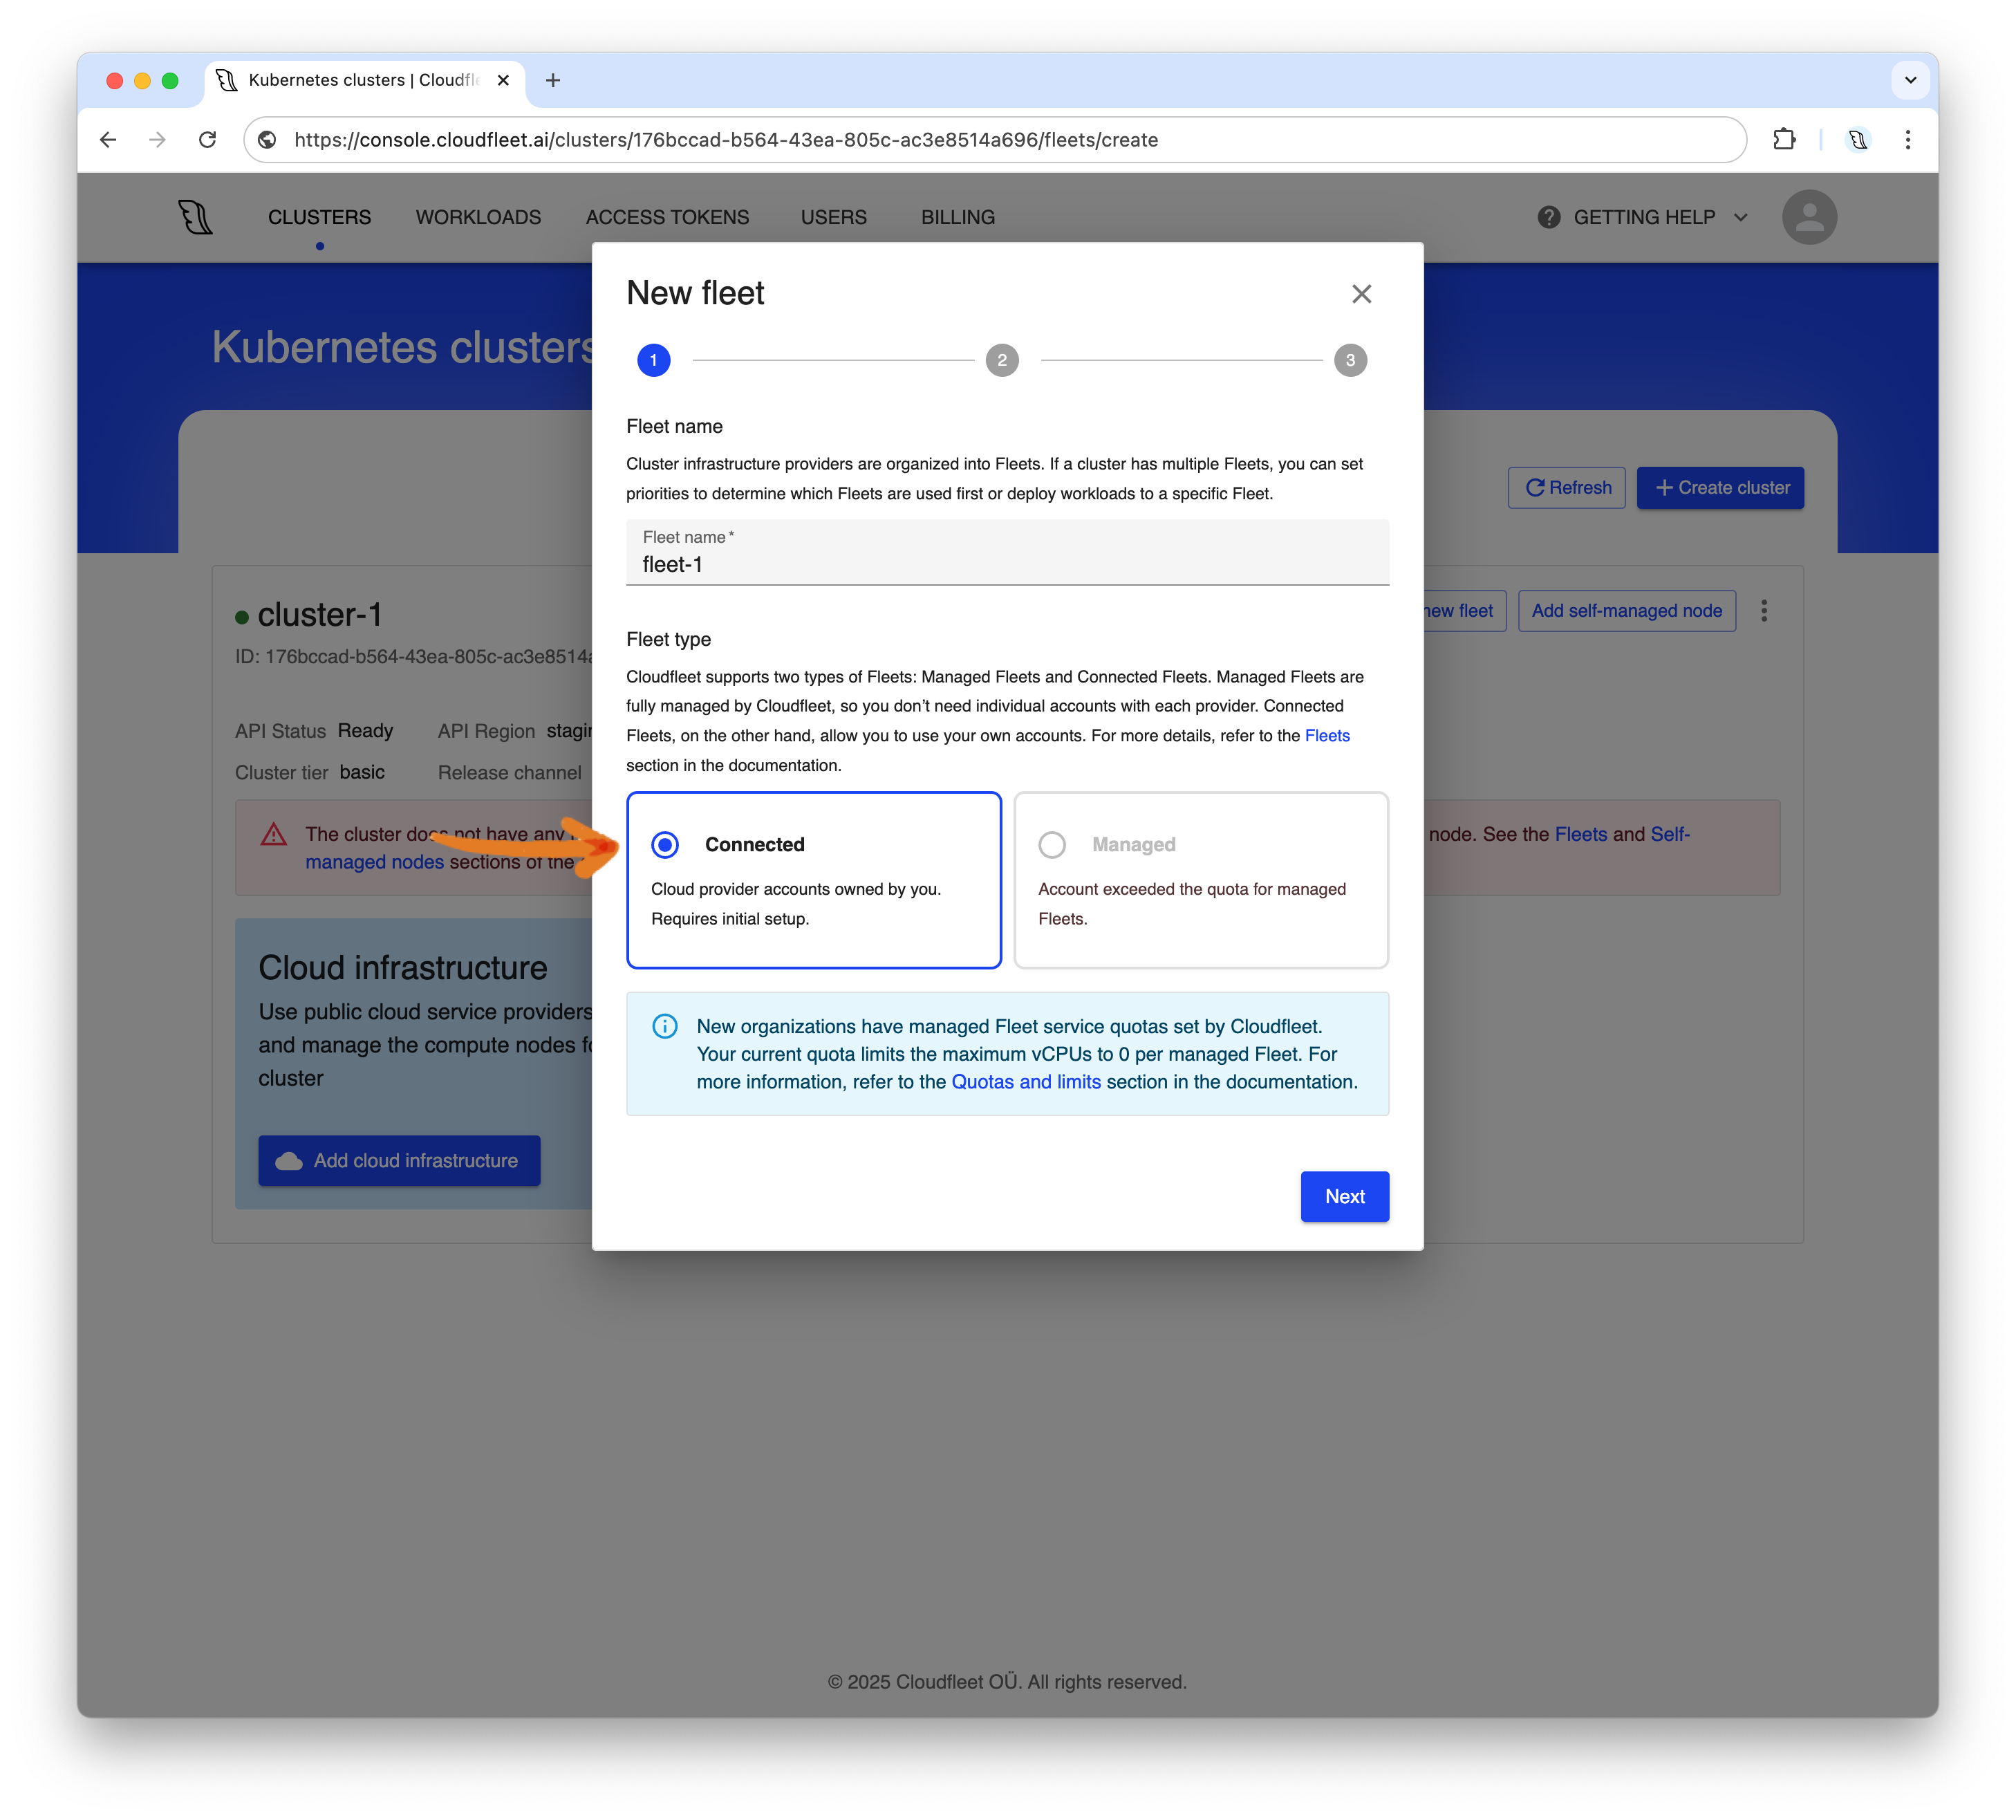 Kubernetes clusters | Cloudfle
https://console.cloudfleet.ai/clusters/176bccad-b564-43ea-805c-ac3e8514a696/fleets/create
CLUSTERS WORKLOADS ACCESS TOKENS USERS BILLING GETTING HELP
Kubernetes clusters
Refresh
Create cluster
cluster-1
new fleet
Add self-managed node
ID: 176bccad-b564-43ea-805c-ac3e8514a
API Status Ready API Region
Cluster tier basic Release channel
The cluster does not have any
node. See the Fleets and Self-
managed nodes sections of the
Cloud infrastructure
Use public cloud service providers
and manage the compute nodes
cluster
Add cloud infrastructure
New fleet
1 2 3
Fleet name
Cluster infrastructure providers are organized into Fleets. If a cluster has multiple Fleets, you can set
priorities to determine which Fleets are used first or deploy workloads to a specific Fleet.
Fleet name *
fleet-1
Fleet type
Cloudfleet supports two types of Fleets: Managed Fleets and Connected Fleets. Managed Fleets are
fully managed by Cloudfleet, so you don’t need individual accounts with each provider. Connected
Fleets, on the other hand, allow you to use your own accounts. For more details, refer to the Fleets
section in the documentation.
Connected
Cloud provider accounts owned by you.
Requires initial setup.
Managed
Account exceeded the quota for managed
Fleets.
New organizations have managed Fleet service quotas set by Cloudfleet.
Your current quota limits the maximum vCPUs to 0 per managed Fleet. For
more information, refer to the Quotas and limits section in the documentation.
Next
© 2025 Cloudfleet OÜ. All rights reserved.